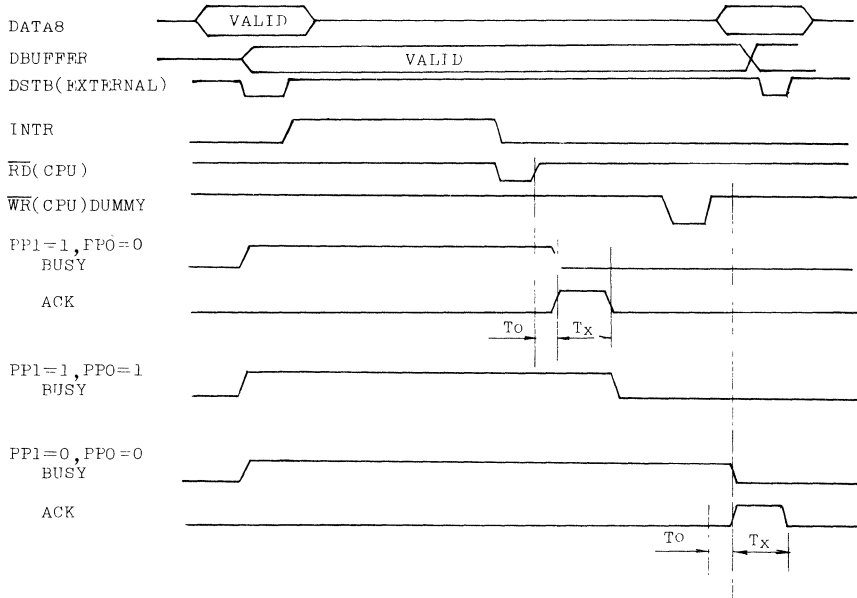 DATA8 VALID
DBUFFER VALID
DSTB(EXTERNAL)
INTR
RD(CPU)
WR(CPU)DUMMY
PP1=1,PP0=0
BUSY
ACK
To Tx
PP1=1,PP0=1
BUSY
PP1=0,PP0=0
BUSY
ACK
To Tx